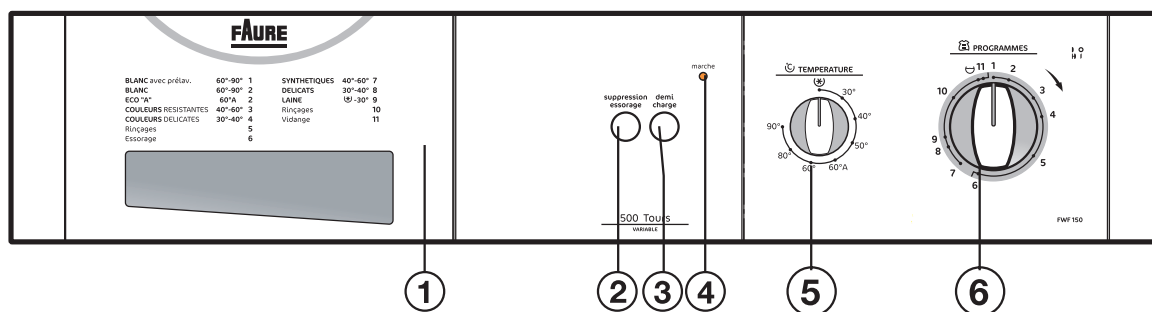 FAURE
BLANC avec prélav. 60°-90° 1
BLANC 60°-90° 2
ECO "A" 60°A 2
COULEURS RESISTANTES 40°-60° 3
COULEURS DELICATES 30°-40° 4
Rinçages 5
Essorage 6
SYNTHETIQUES 40°-60° 7
DELICATS 30°-40° 8
LAINE -30° 9
Rinçages 10
Vidange 11
suppression
essorage
demi
charge
marche
500 Tours
VARIABLE
TEMPERATURE
30°
40°
50°
60°A
60°
80°
90°
PROGRAMMES
1
2
3
4
5
6
7
8
9
10
11
FWF 150
1
2
3
4
5
6